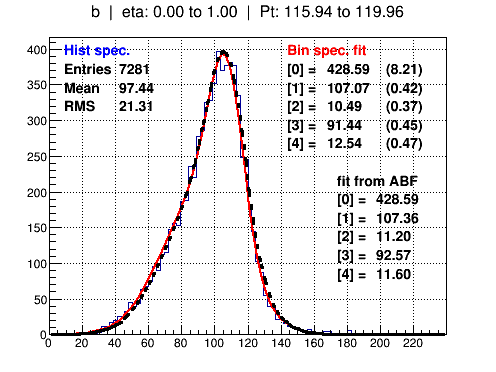 b | eta: 0.00 to 1.00 | Pt: 115.94 to 119.96
Hist spec.
Entries 7281
Mean 97.44
RMS 21.31
Bin spec. fit
[0] = 428.59 (8.21)
[1] = 107.07 (0.42)
[2] = 10.49 (0.37)
[3] = 91.44 (0.45)
[4] = 12.54 (0.47)
fit from ABF
[0] = 428.59
[1] = 107.36
[2] = 11.20
[3] = 92.57
[4] = 11.60
400
350
300
250
200
150
100
50
0
0 20 40 60 80 100 120 140 160 180 200 220